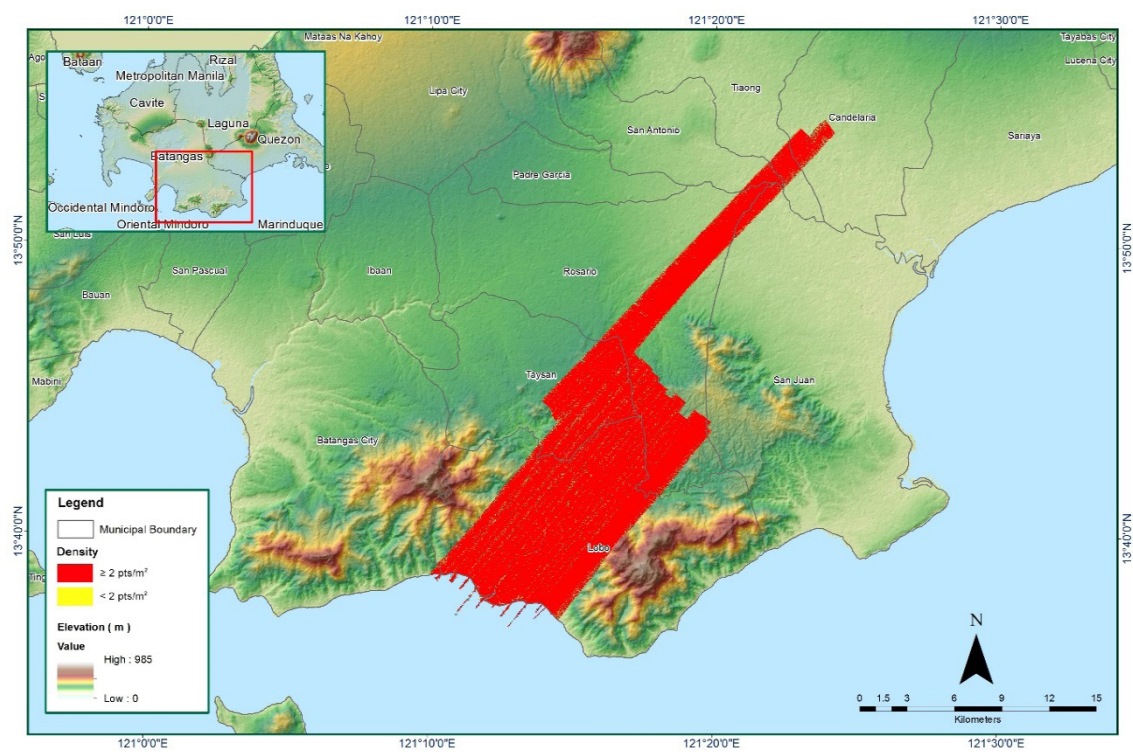 121°0'0"E
121°10'0"E
121°20'0"E
121°30'0"E
Mataas Na Kahoy
Tayabas City
Lucena City
Lipa City
Tiaong
San Antonio
Candelaria
Sariaya
Padre Garcia
Bataan
Rizal
Metropolitan Manila
Cavite
Laguna
Quezon
Batangas
Occidental Mindoro
Oriental Mindoro
Marinduque
13°50'0"N
13°50'0"N
San Luis
San Pascual
Ibaan
Rosario
Bauan
Mabini
Taysan
San Juan
Batangas City
Lobo
13°40'0"N
13°40'0"N
Legend
Municipal Boundary
Density
≥ 2 pts/m²
< 2 pts/m²
Elevation ( m )
Value
High : 985
Low : 0
N
0 1.5 3 6 9 12 15
Kilometers
121°0'0"E
121°10'0"E
121°20'0"E
121°30'0"E